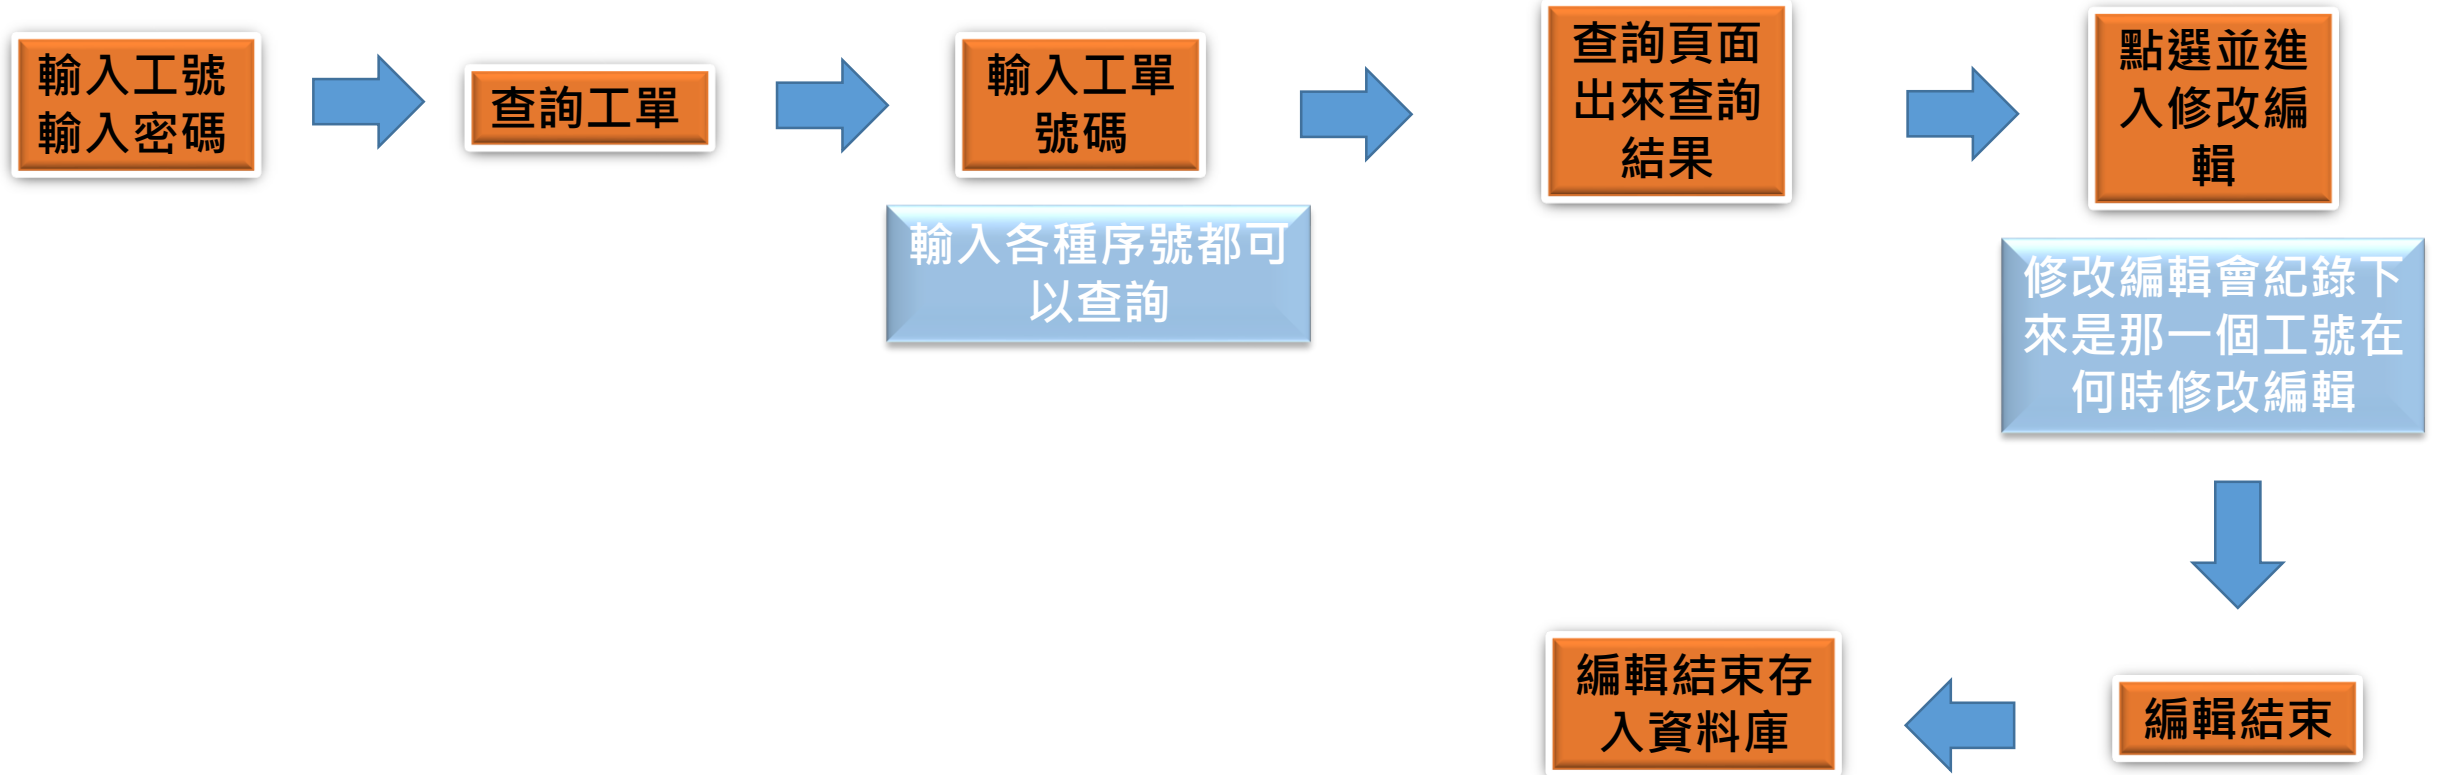 輸入工號
輸入密碼
查詢工單
輸入工單
號碼
輸入各種序號都可
以查詢
查詢頁面
出來查詢
結果
點選並進
入修改編
輯
修改編輯會紀錄下
來是那一個工號在
何時修改編輯
編輯結束
編輯結束存
入資料庫